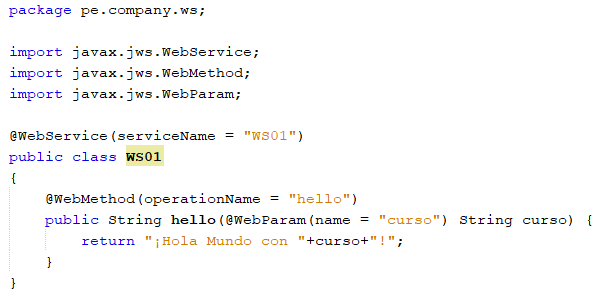 package pe.company.ws;
import javax.jws.WebService;
import javax.jws.WebMethod;
import javax.jws.WebParam;
@WebService(serviceName = "WS01")
public class WS01
{
@WebMethod(operationName = "hello")
public String hello(@WebParam(name = "curso") String curso) {
return "¡Hola Mundo con "+curso+"!";
}
}